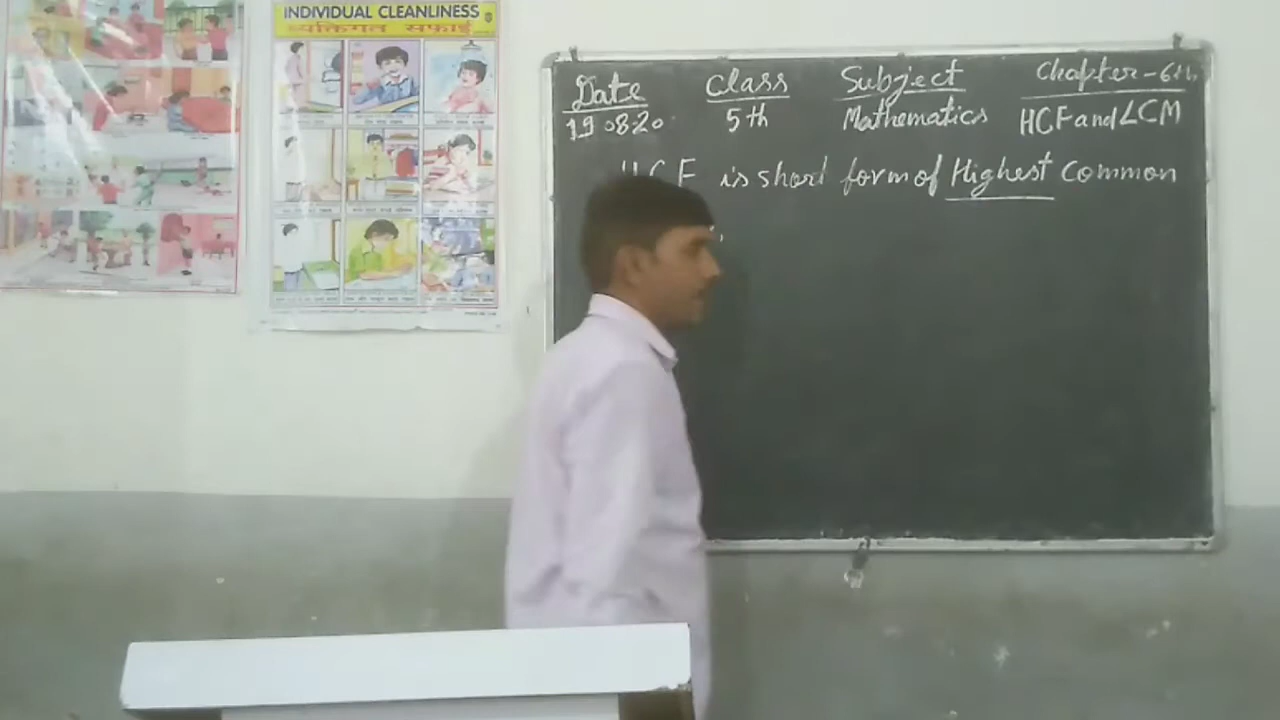 INDIVIDUAL CLEANLINESS
व्यक्तिगत सफाई
Date Class Subject Chapter-6th
19.08.20. 5th Mathematics HCF and LCM
HCF is short form of Highest Common